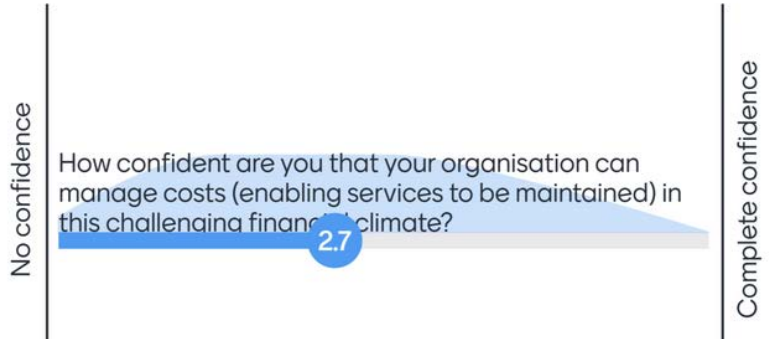 No confidence
How confident are you that your organisation can
manage costs (enabling services to be maintained) in
this challenging financial climate?
2.7
Complete confidence